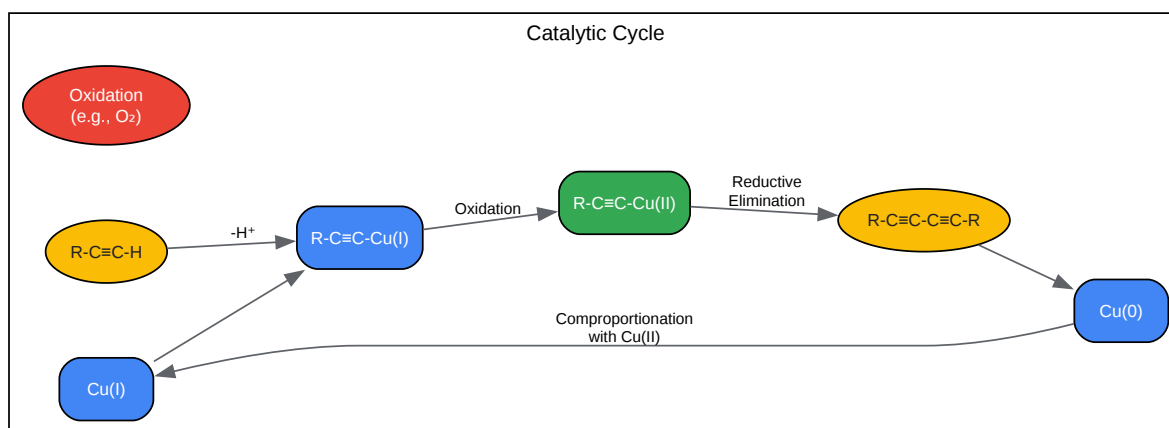 Catalytic Cycle
Oxidation
(e.g., O₂)
R-C≡C-H
-H⁺
R-C≡C-Cu(I)
Oxidation
R-C≡C-Cu(II)
Reductive
Elimination
R-C≡C-C≡C-R
Cu(0)
Comproportionation
with Cu(II)
Cu(I)